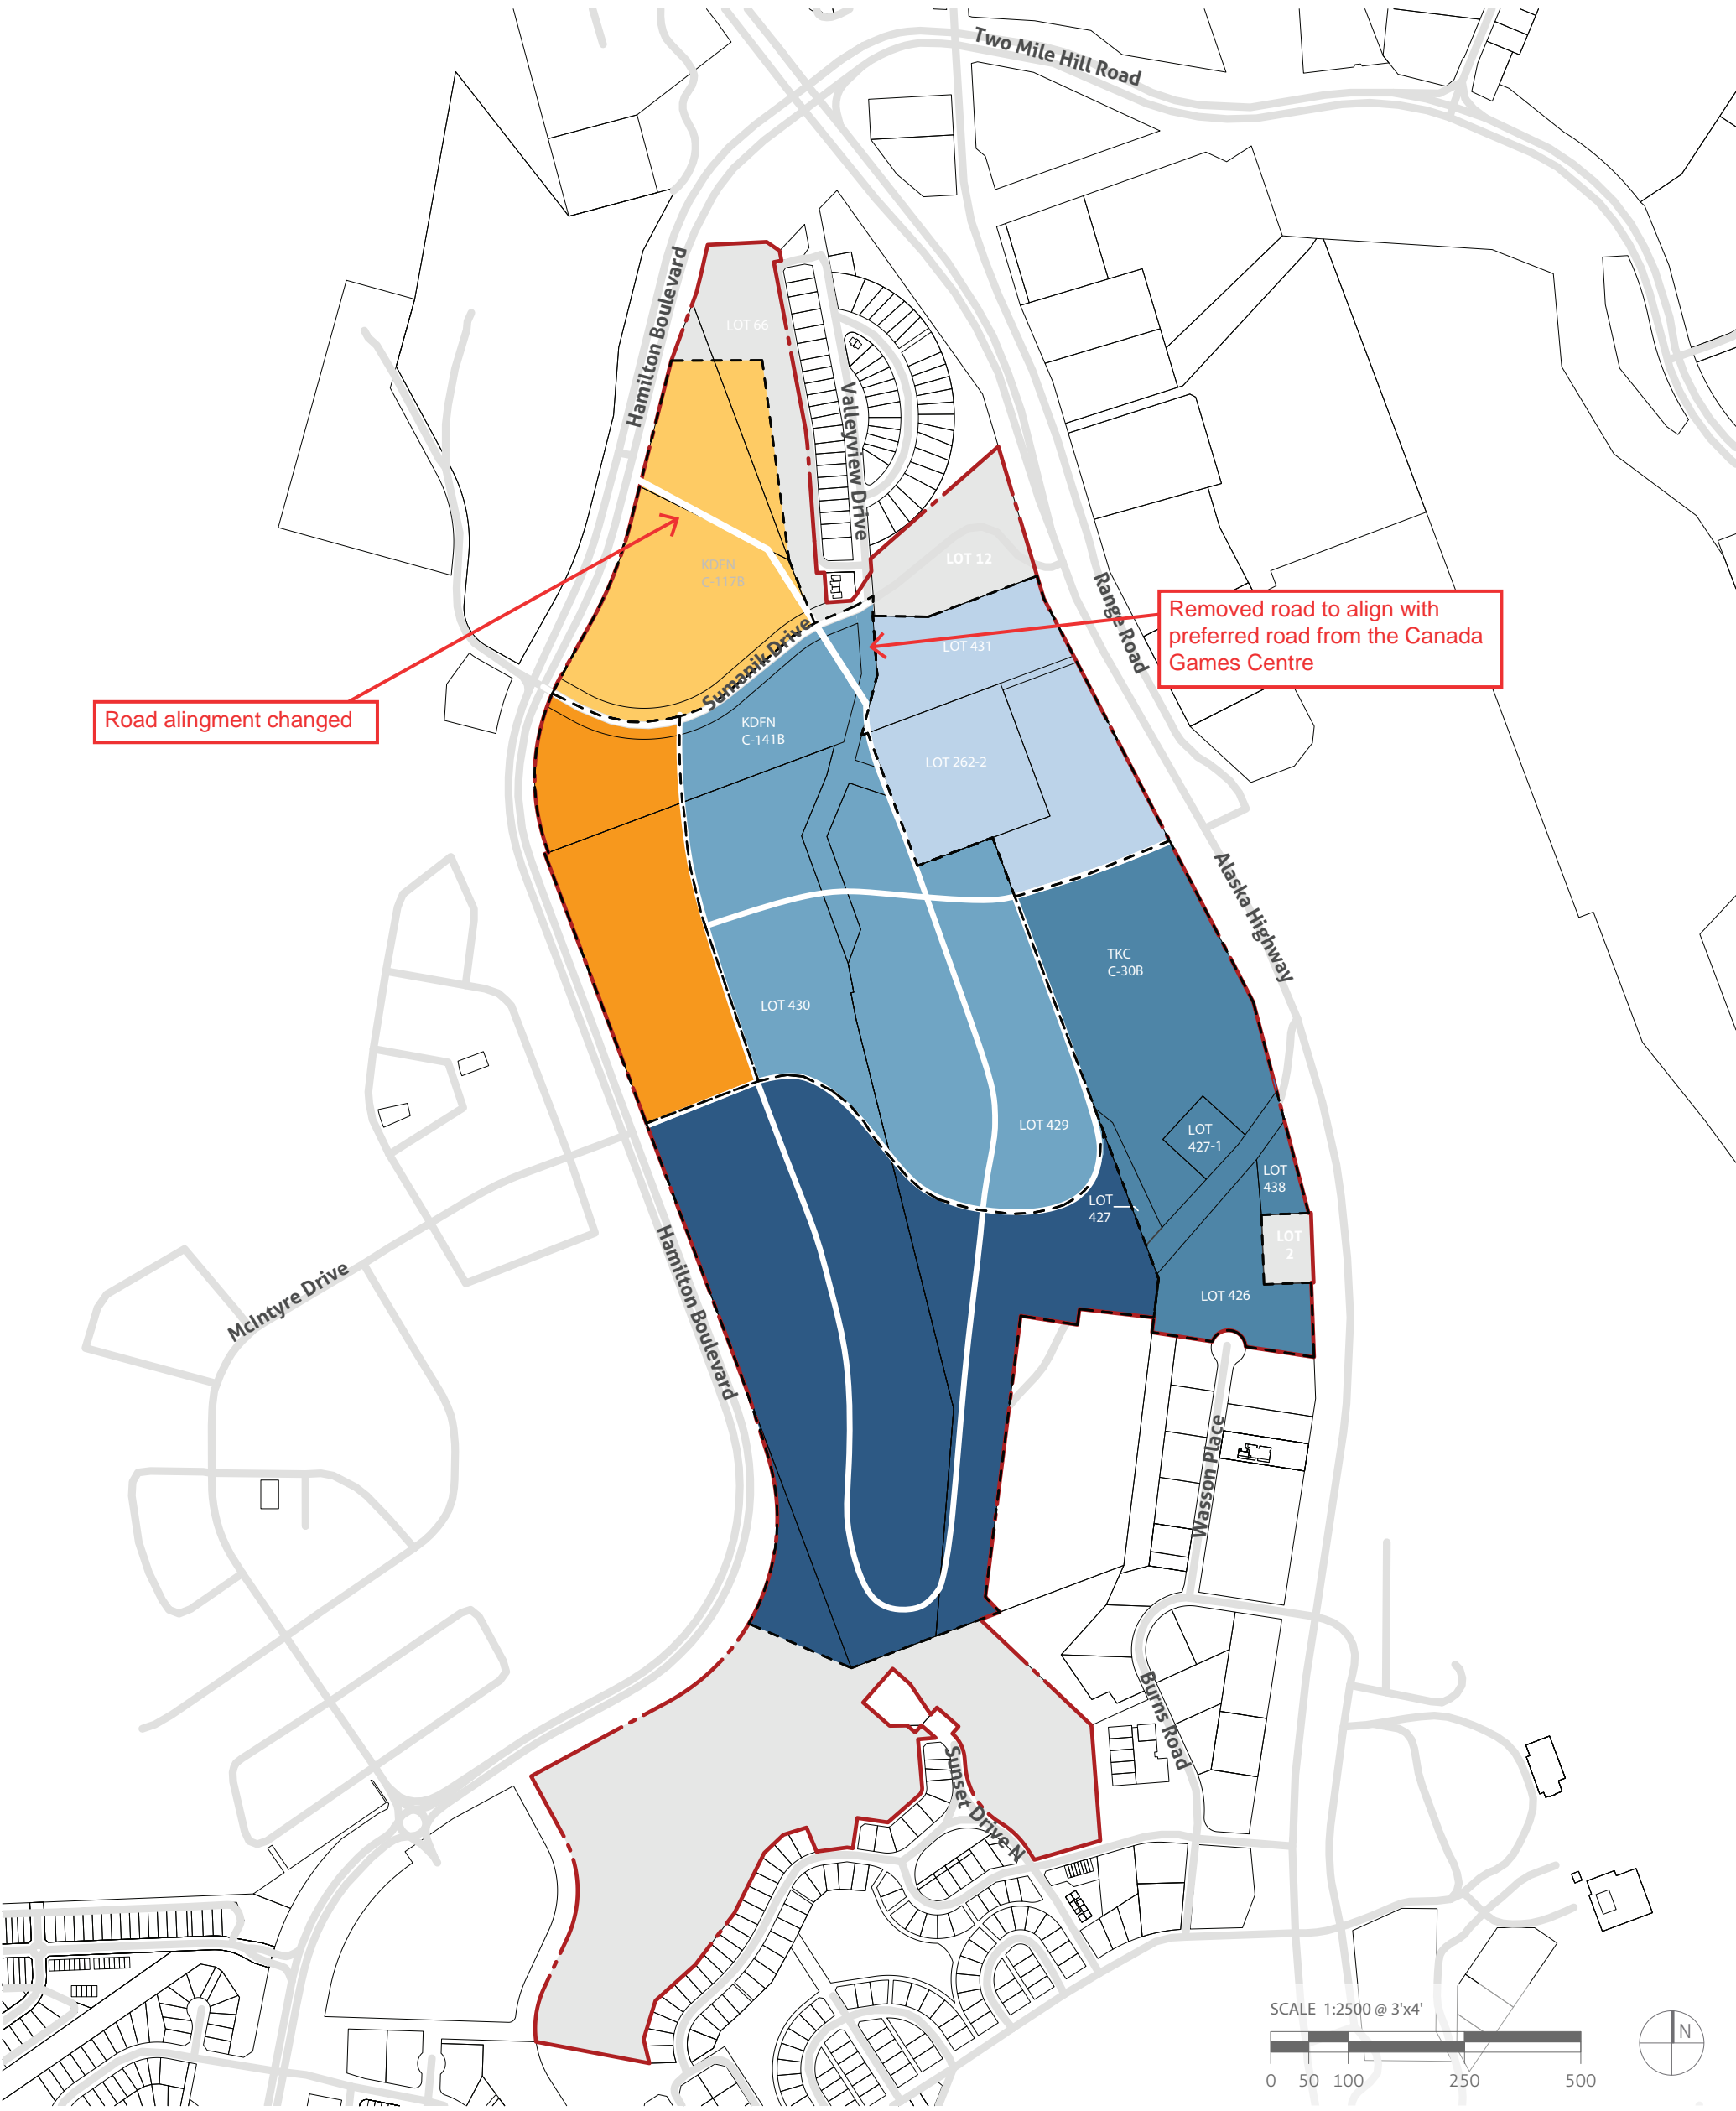 Two Mile Hill Road
Hamilton Boulevard
LOT 66
Valleyview Drive
LOT 12
KDFN
C-117B
Range Road
Removed road to align with
preferred road from the Canada
Games Centre
LOT 431
Sumanik Drive
Road alingment changed
KDFN
C-141B
LOT 262-2
Alaska Highway
TKC
C-30B
LOT 430
LOT 429
LOT
427-1
LOT
438
LOT
427
LOT
2
LOT 426
Hamilton Boulevard
McIntyre Drive
Wasson Place
Burns Road
Sunset Drive N
SCALE 1:2500 @ 3'x4'
0 50 100 250 500
N